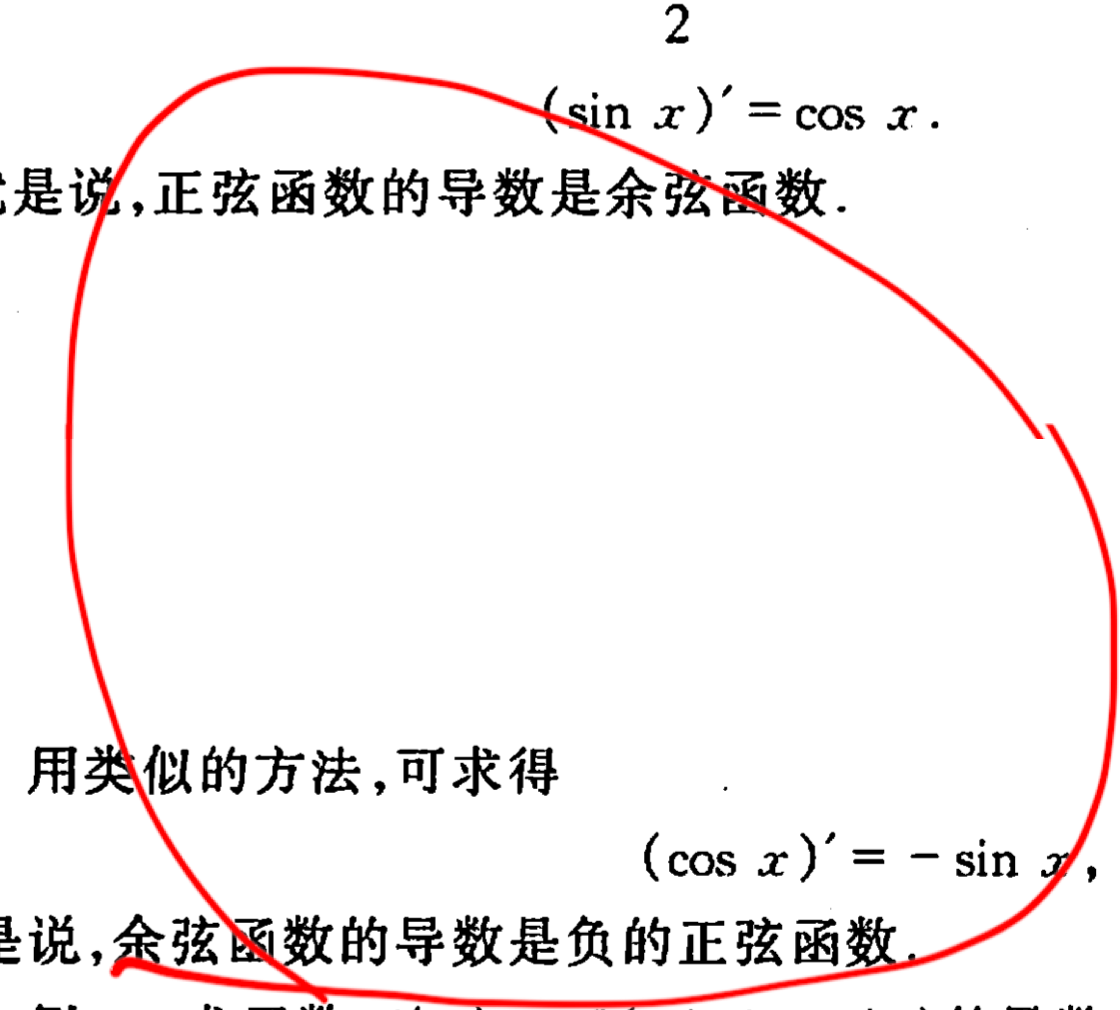 2
(sin x)′ = cos x.
是说,正弦函数的导数是余弦函数.
用类似的方法,可求得
(cos x)′ = - sin x,
是说,余弦函数的导数是负的正弦函数.